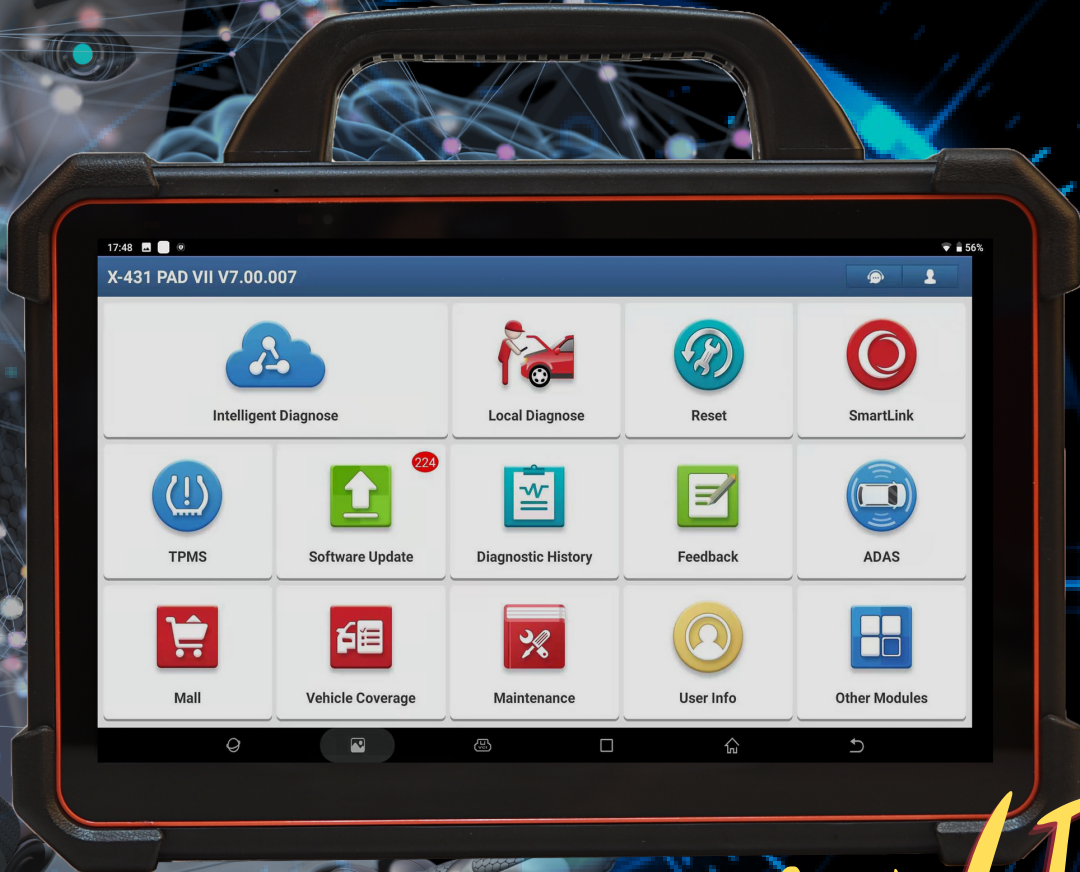 17:48
56%
X-431 PAD VII V7.00.007
Intelligent Diagnose
Local Diagnose
Reset
SmartLink
224
TPMS
Software Update
Diagnostic History
Feedback
ADAS
Mall
Vehicle Coverage
Maintenance
User Info
Other Modules
VCI